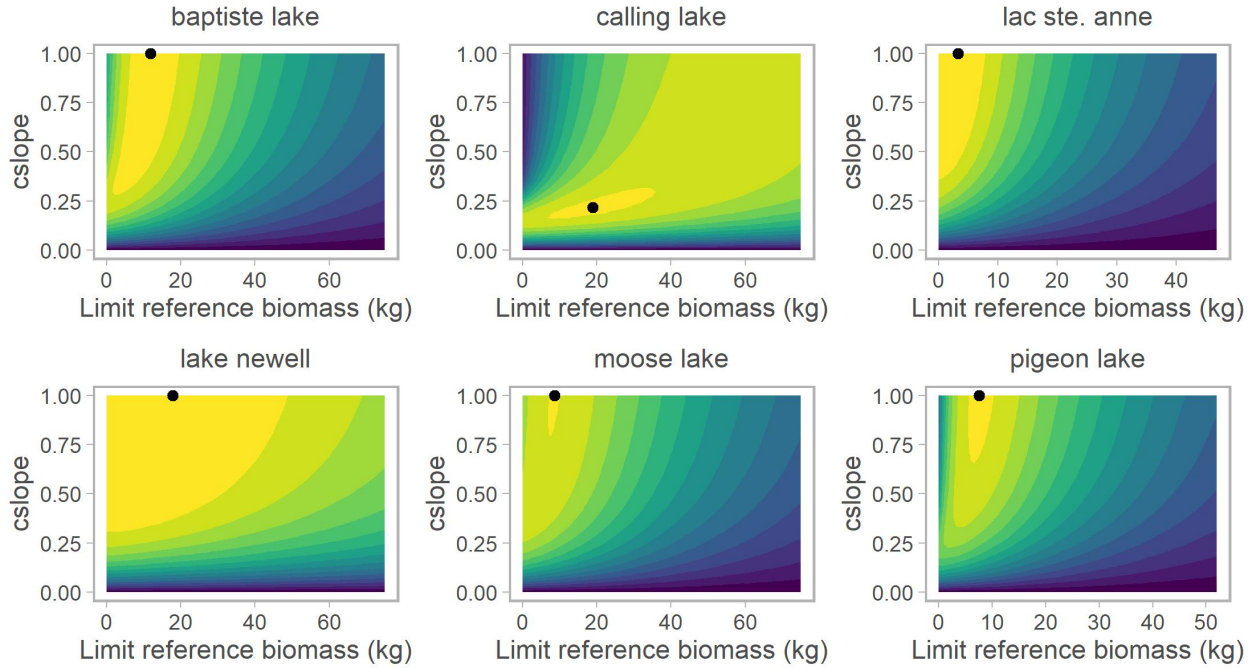 baptiste lake
1.00
0.75
0.50
0.25
0.00
cslope
0 20 40 60
Limit reference biomass (kg)
calling lake
1.00
0.75
0.50
0.25
0.00
cslope
0 20 40 60
Limit reference biomass (kg)
lac ste. anne
1.00
0.75
0.50
0.25
0.00
cslope
0 10 20 30 40
Limit reference biomass (kg)
lake newell
1.00
0.75
0.50
0.25
0.00
cslope
0 20 40 60
Limit reference biomass (kg)
moose lake
1.00
0.75
0.50
0.25
0.00
cslope
0 20 40 60
Limit reference biomass (kg)
pigeon lake
1.00
0.75
0.50
0.25
0.00
cslope
0 10 20 30 40 50
Limit reference biomass (kg)